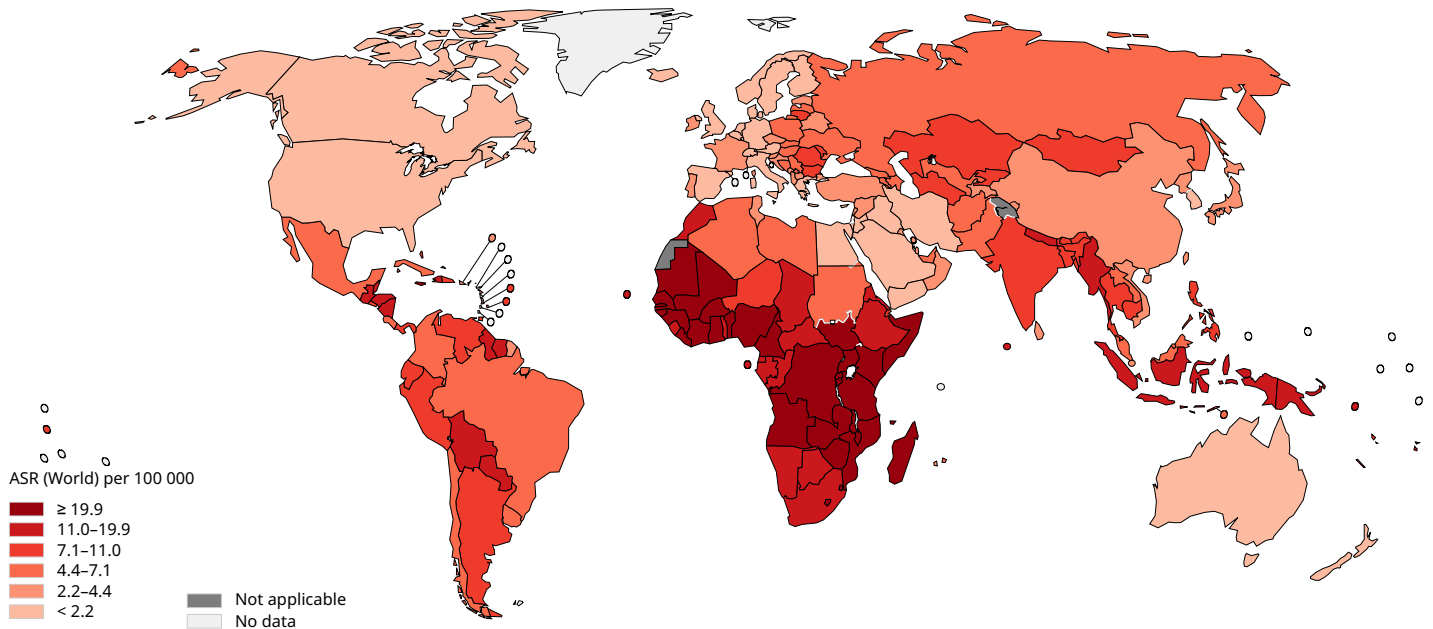 ASR (World) per 100 000
≥ 19.9
11.0–19.9
7.1–11.0
4.4–7.1
2.2–4.4
< 2.2
Not applicable
No data